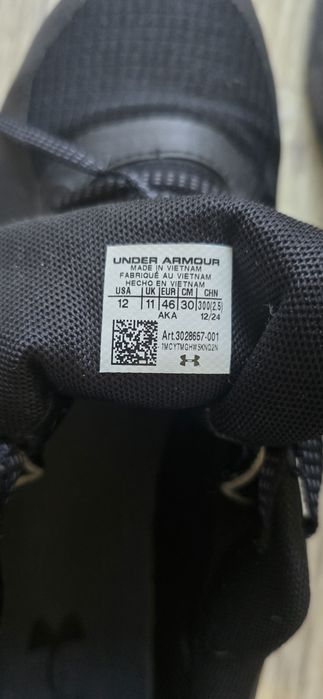 UNDER ARMOUR
MADE IN VIETNAM
FABRIQUÉ AU VIETNAM
HECHO EN VIETNAM
USA UK EUR CM CHN
12 11 46 30 300(2.5)
AKA 12/24
Art.3028667-001